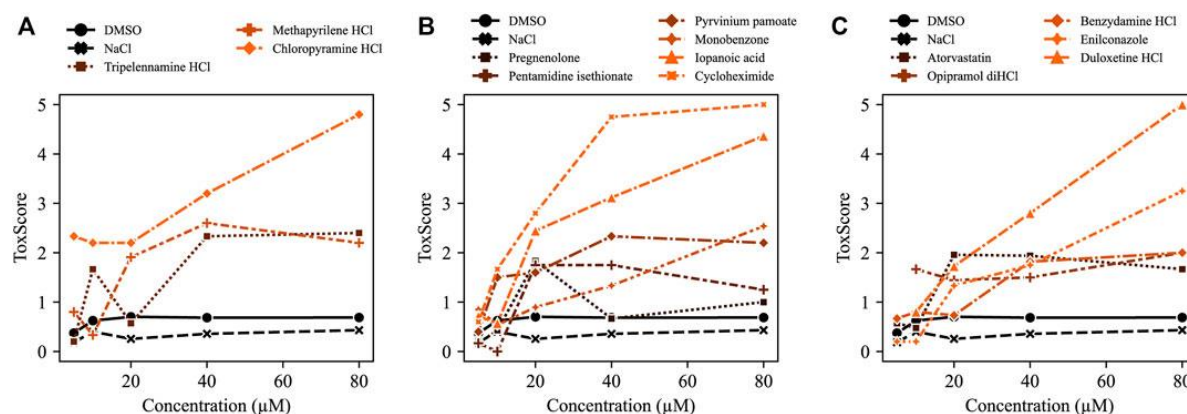 A
DMSO
NaCl
Tripelennamine HCl
Methapyrilene HCl
Chloropyramine HCl
ToxScore
5
4
3
2
1
0
20 40 60 80
Concentration (µM)
B
DMSO
NaCl
Pregnenolone
Pentamidine isethionate
Pyrvinium pamoate
Monobenzone
Iopanoic acid
Cycloheximide
ToxScore
5
4
3
2
1
0
20 40 60 80
Concentration (µM)
C
DMSO
NaCl
Atorvastatin
Opipramol diHCl
Benzydamine HCl
Enilconazole
Duloxetine HCl
ToxScore
5
4
3
2
1
0
20 40 60 80
Concentration (µM)